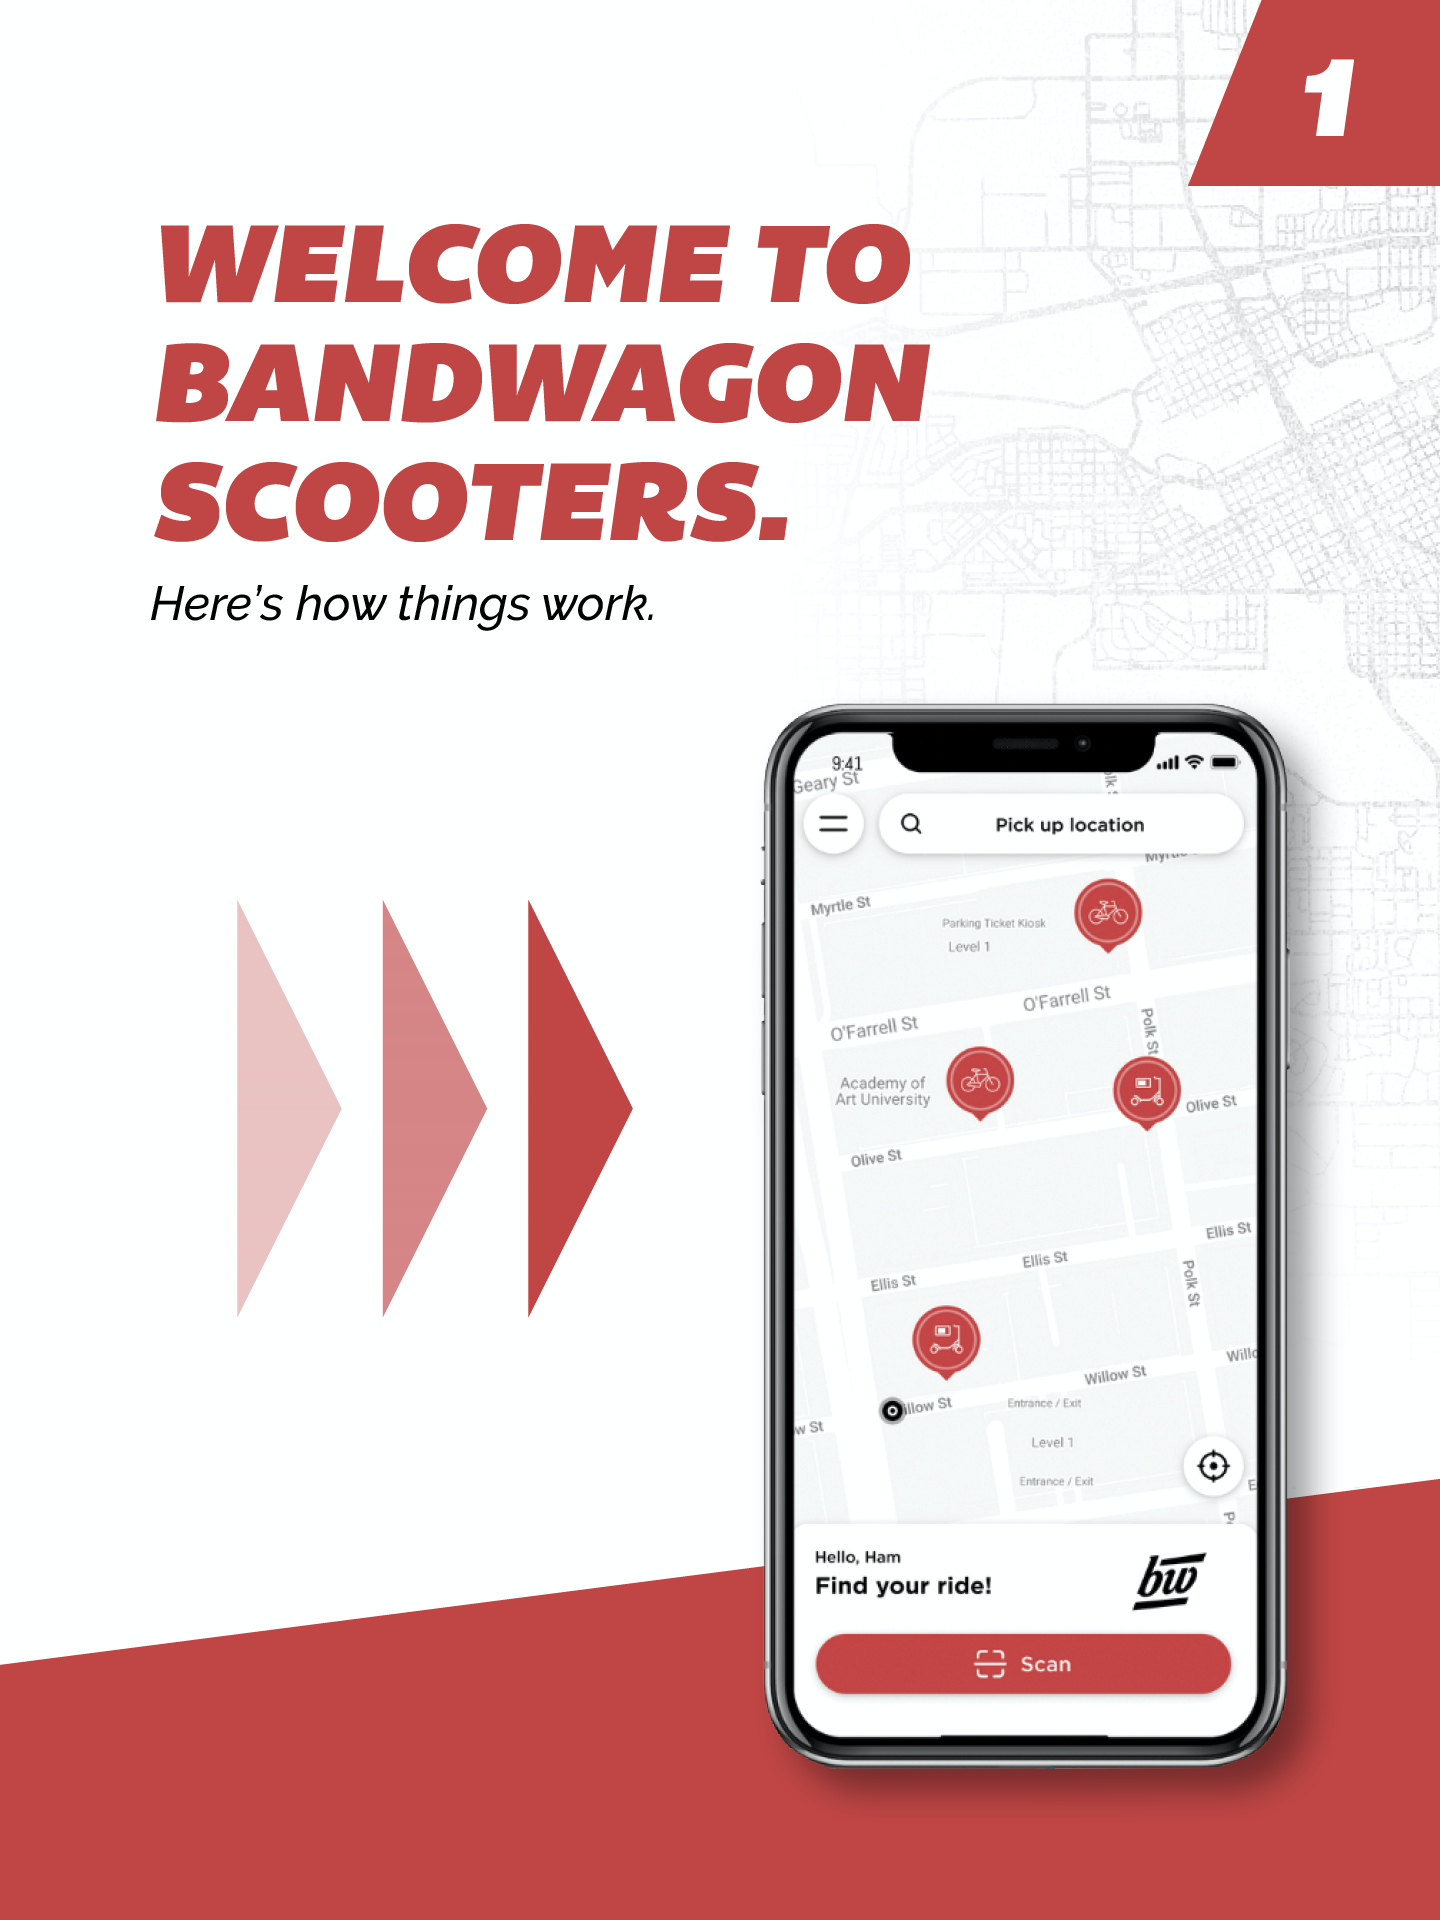 1
WELCOME TO
BANDWAGON
SCOOTERS.
Here's how things work.
9:41
Geary St
Pick up location
Myrtle St
Parking Ticket Kiosk
Level 1
O'Farrell St
O'Farrell St
Polk St
Academy of
Art University
Olive St
Olive St
Ellis St
Ellis St
Ellis St
Polk St
Willow St
illow St
w St
Entrance / Exit
Level 1
Entrance / Exit
Hello, Ham
Find your ride!
bw
Scan